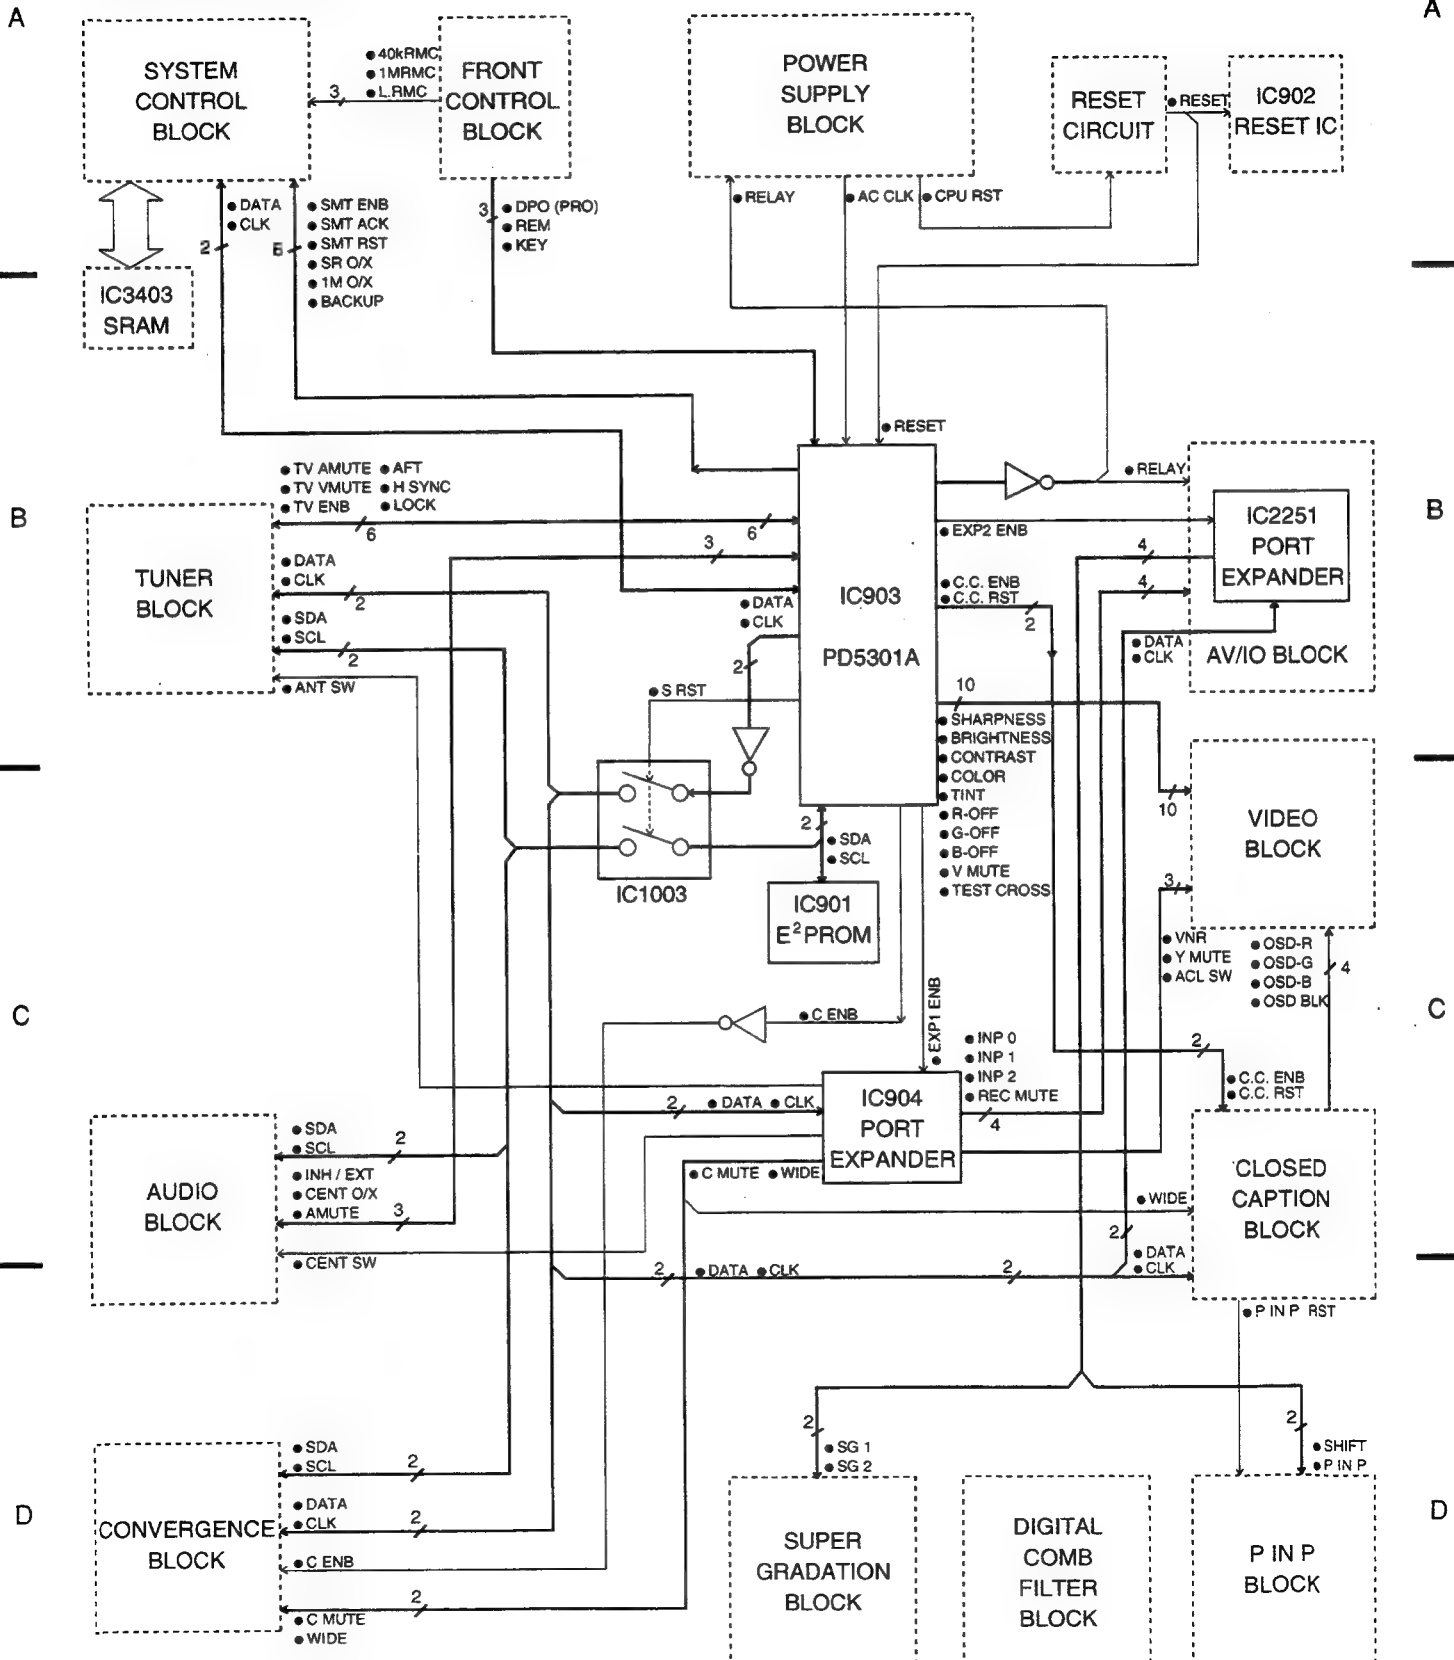 A
A
SYSTEM
CONTROL
BLOCK
● 40kRMC
● 1MRMC
● L.RMC
3
FRONT
CONTROL
BLOCK
POWER
SUPPLY
BLOCK
RESET
CIRCUIT
● RESET
IC902
RESET IC
● DATA
● CLK
2
● SMT ENB
● SMT ACK
● SMT RST
● SR O/X
● 1M O/X
● BACKUP
3
● DPO (PRO)
● REM
● KEY
● RELAY
● AC CLK
● CPU RST
IC3403
SRAM
● RESET
B
B
● TV AMUTE ● AFT
● TV VMUTE ● H SYNC
● TV ENB ● LOCK
6
6
3
TUNER
BLOCK
● DATA
● CLK
2
● SDA
● SCL
2
● ANT SW
● DATA
● CLK
2
● S RST
IC903
PD5301A
● RELAY
● EXP2 ENB
● C.C. ENB
● C.C. RST
2
4
4
IC2251
PORT
EXPANDER
● DATA
● CLK
AV/IO BLOCK
10
● SHARPNESS
● BRIGHTNESS
● CONTRAST
● COLOR
● TINT
● R-OFF
● G-OFF
● B-OFF
● V MUTE
● TEST CROSS
10
VIDEO
BLOCK
3
IC1003
2
● SDA
● SCL
IC901
E²PROM
● VNR
● Y MUTE
● ACL SW
● OSD-R
● OSD-G
● OSD-B
● OSD BLK
4
C
C
● C ENB
● EXP1 ENB
● INP 0
● INP 1
● INP 2
● REC MUTE
4
2
● C.C. ENB
● C.C. RST
2
● DATA ● CLK
IC904
PORT
EXPANDER
● C MUTE ● WIDE
AUDIO
BLOCK
● SDA
● SCL
2
● INH / EXT
● CENT O/X
● AMUTE
3
● CENT SW
CLOSED
CAPTION
BLOCK
● WIDE
2
● DATA
● CLK
2
● DATA ● CLK
2
● P IN P RST
2
● SG 1
● SG 2
2
● SHIFT
● P IN P
D
D
CONVERGENCE
BLOCK
● SDA
● SCL
2
● DATA
● CLK
2
● C ENB
2
● C MUTE
● WIDE
SUPER
GRADATION
BLOCK
DIGITAL
COMB
FILTER
BLOCK
P IN P
BLOCK